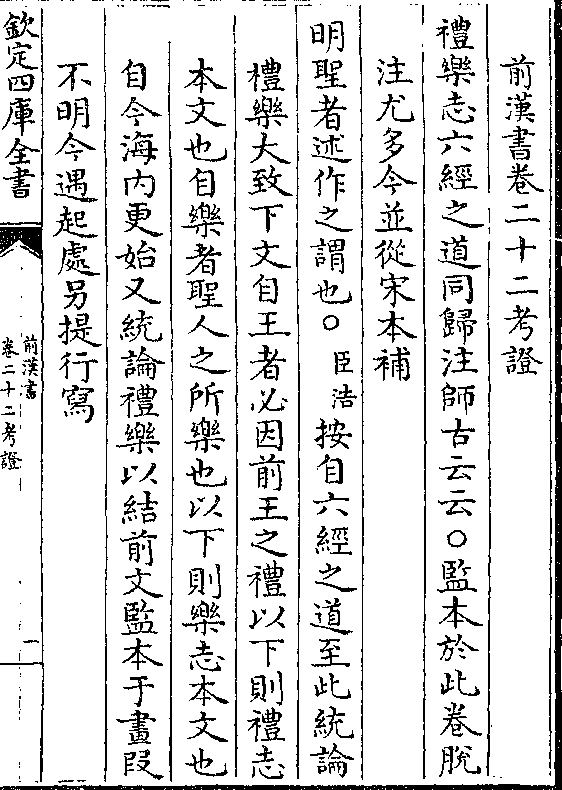 前漢書卷二十二考證
禮樂志六經之道同歸注師古云云○監本於此卷脫
注尤多今並從宋本補
明聖者述作之謂也○臣浩按自六經之道至此統論
禮樂大致下文自王者必因前王之禮以下則禮志
本文也自樂者聖人之所樂也以下則樂志本文也
自今海内更始又統論禮樂以結前文監本于畫段
不明今遇起處另提行寫
欽定四庫全書
前漢書
卷二十二考證
一